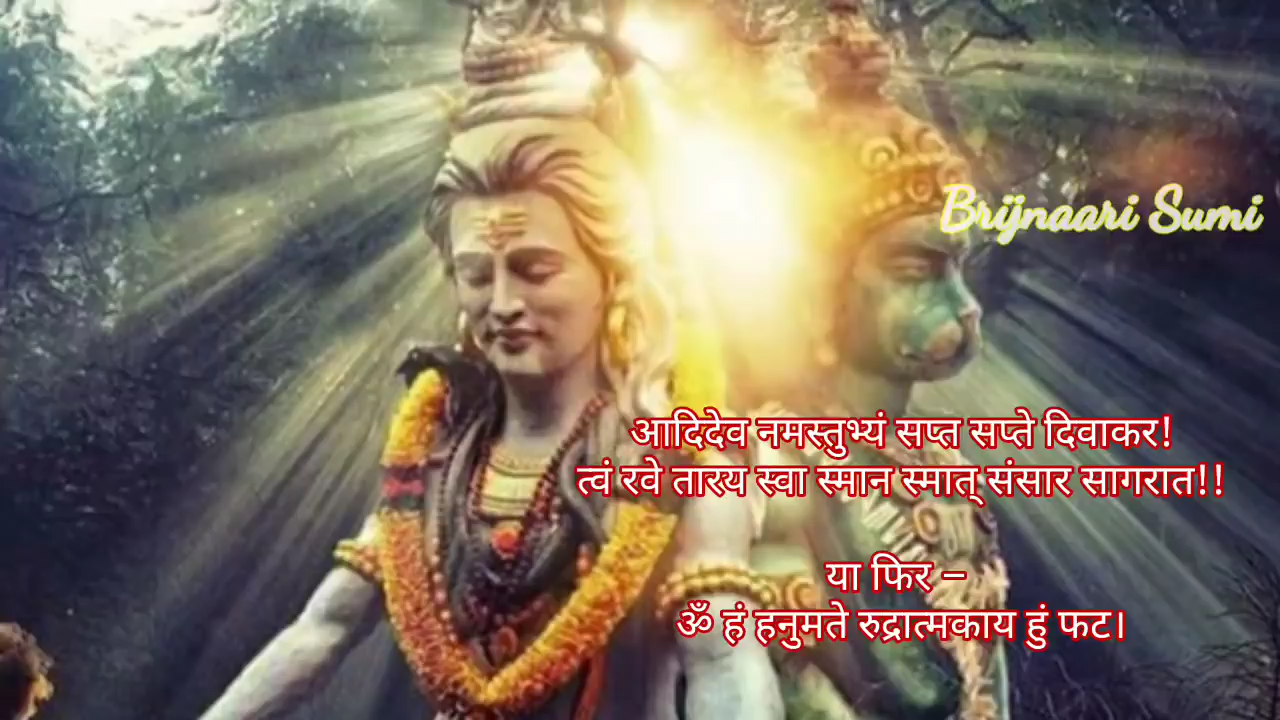 Brijnaari Sumi
आदिदेव नमस्तुभ्यं सप्त सप्ते दिवाकर!
त्वं रवे तारय स्वा स्मान स्मात् संसार सागरात!!
या फिर –
ॐ हं हनुमते रुद्रात्मकाय हुं फट।